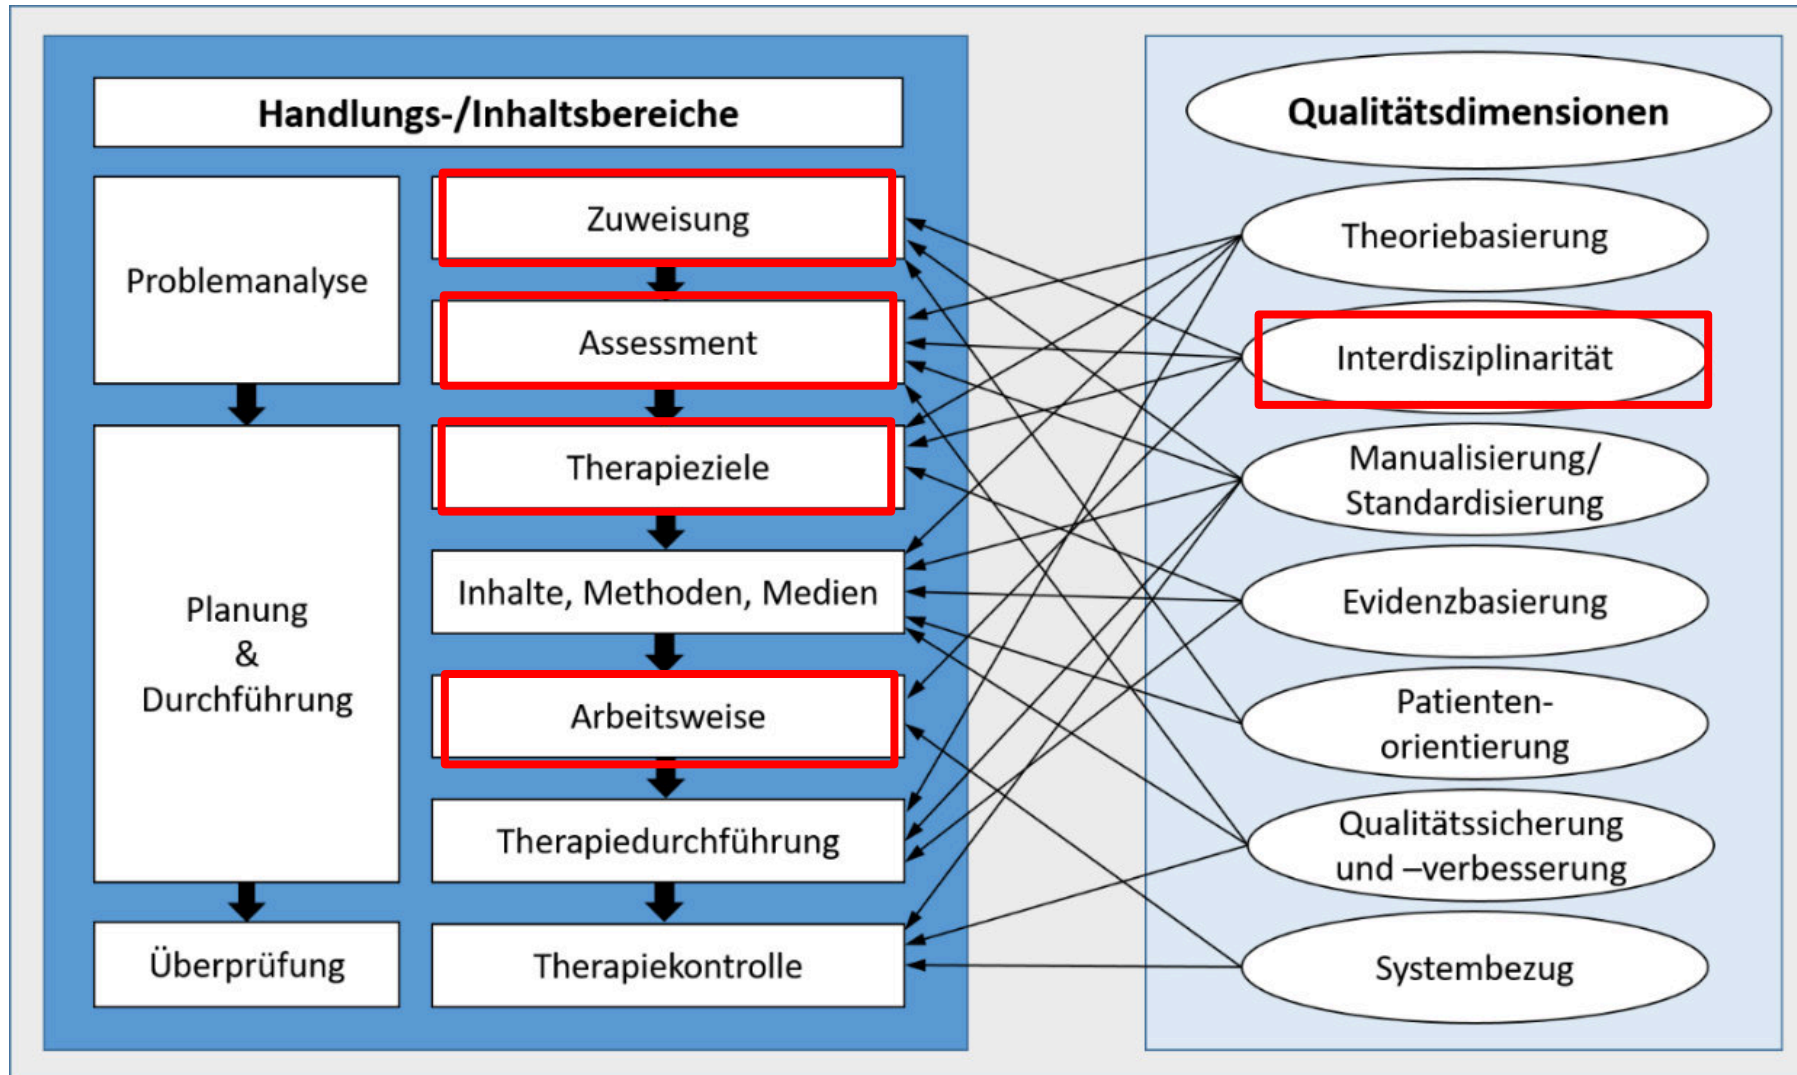 Handlungs-/Inhaltsbereiche
Problemanalyse
Planung
&
Durchführung
Überprüfung
Zuweisung
Assessment
Therapieziele
Inhalte, Methoden, Medien
Arbeitsweise
Therapiedurchführung
Therapiekontrolle
Qualitätsdimensionen
Theoriebasierung
Interdisziplinarität
Manualisierung/
Standardisierung
Evidenzbasierung
Patienten-
orientierung
Qualitätssicherung
und –verbesserung
Systembezug